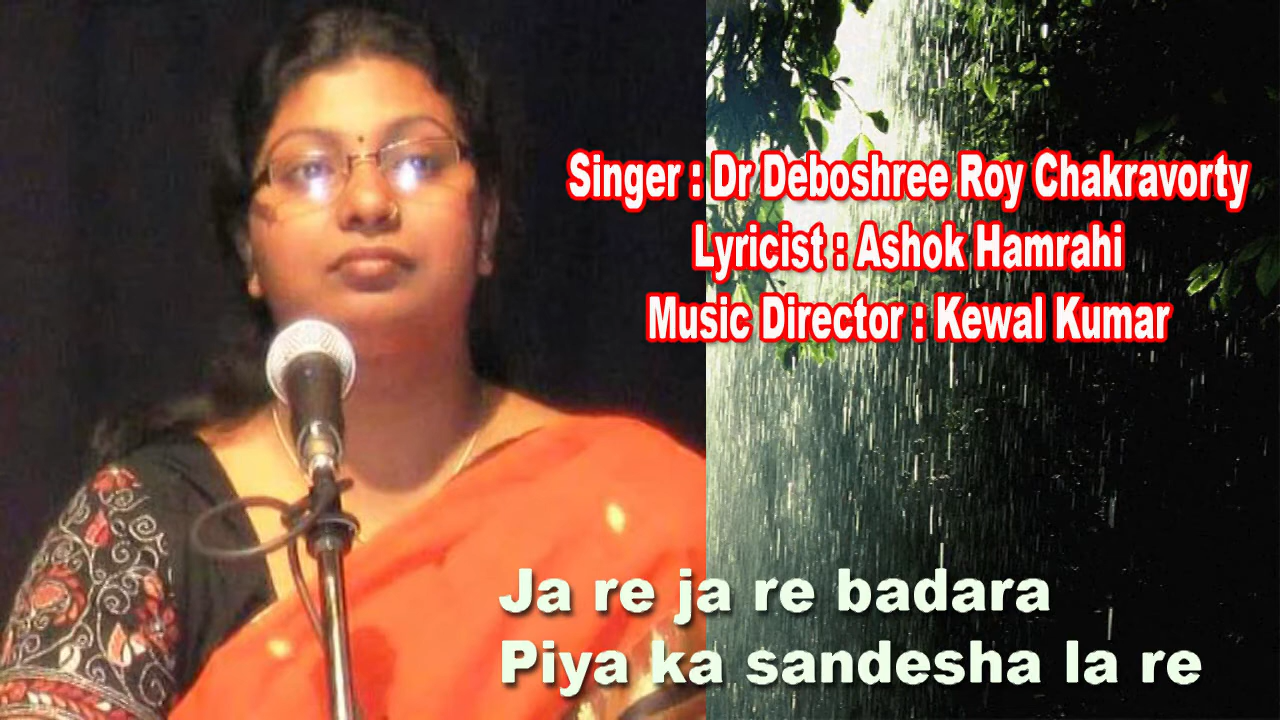 Singer : Dr Deboshree Roy Chakravorty
Lyricist : Ashok Hamrahi
Music Director : Kewal Kumar
Ja re ja re badara
Piya ka sandesha la re